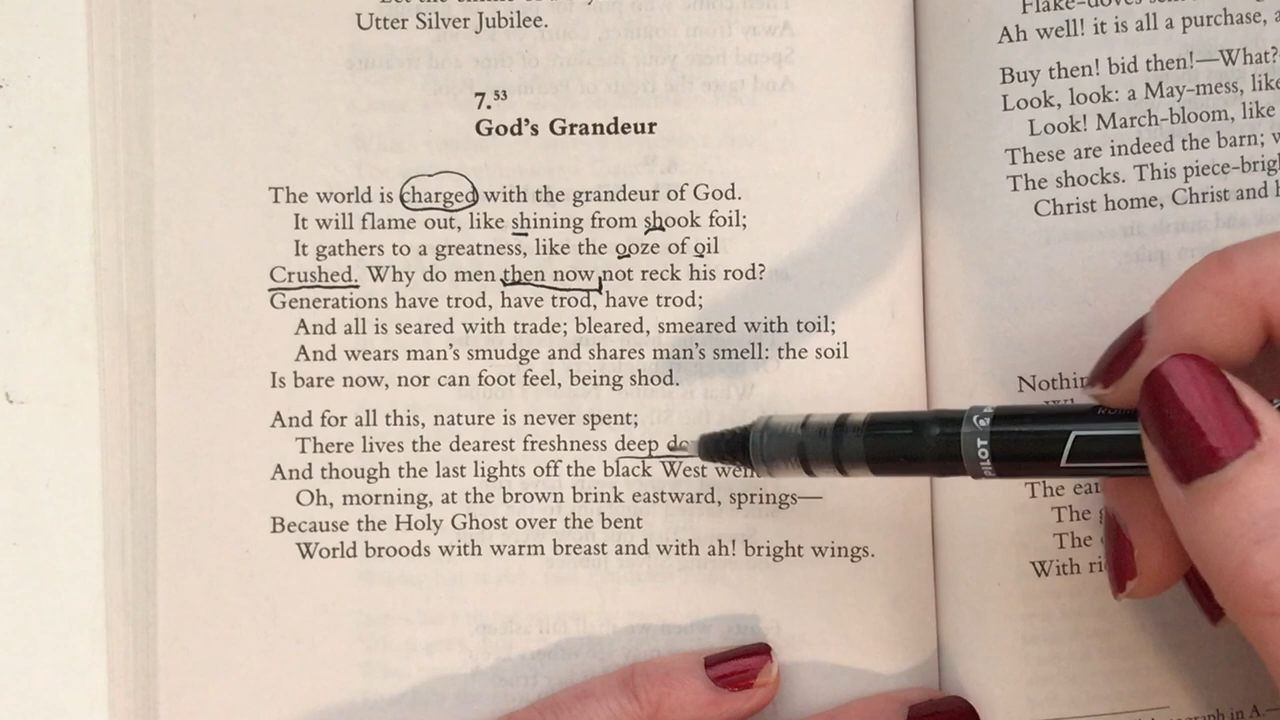 Utter Silver Jubilee.
7.53
God's Grandeur
The world is charged with the grandeur of God.
It will flame out, like shining from shook foil;
It gathers to a greatness, like the ooze of oil
Crushed. Why do men then now not reck his rod?
Generations have trod, have trod, have trod;
And all is seared with trade; bleared, smeared with toil;
And wears man's smudge and shares man's smell: the soil
Is bare now, nor can foot feel, being shod.
And for all this, nature is never spent;
There lives the dearest freshness deep
And though the last lights off the black West
Oh, morning, at the brown brink eastward, springs—
Because the Holy Ghost over the bent
World broods with warm breast and with ah! bright wings.
Ah well! it is all a purchase,
Buy then! bid then!—What?
Look, look: a May-mess, like
Look! March-bloom, like
These are indeed the barn;
The shocks. This piece-
Christ home, Christ and
The
The
The
With
in A.—
PILOT